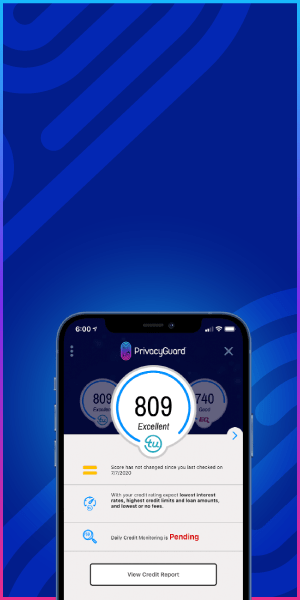 6:00
PrivacyGuard
809
Excellent
tu
809
Excellent
tu
740
Good
Score has not changed since you last checked on
7/7/2020
With your credit rating expect lowest interest
rates, highest credit limits and loan amounts,
and lowest or no fees.
Daily Credit Monitoring is Pending
View Credit Report